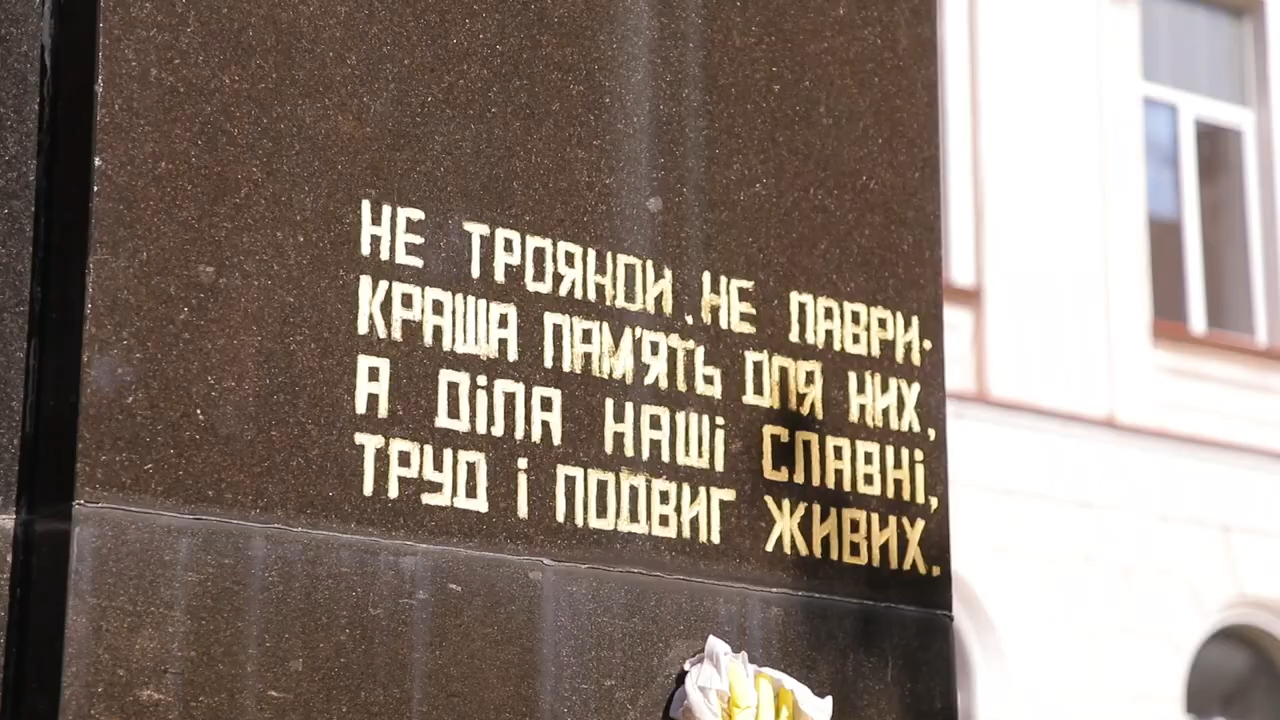 НЕ ТРОЯНДИ, НЕ ЛАВРИ-
КРАЩА ПАМ'ЯТЬ ДЛЯ НИХ,
А ДІЛА НАШІ СЛАВНІ,
ТРУД І ПОДВИГ ЖИВИХ.